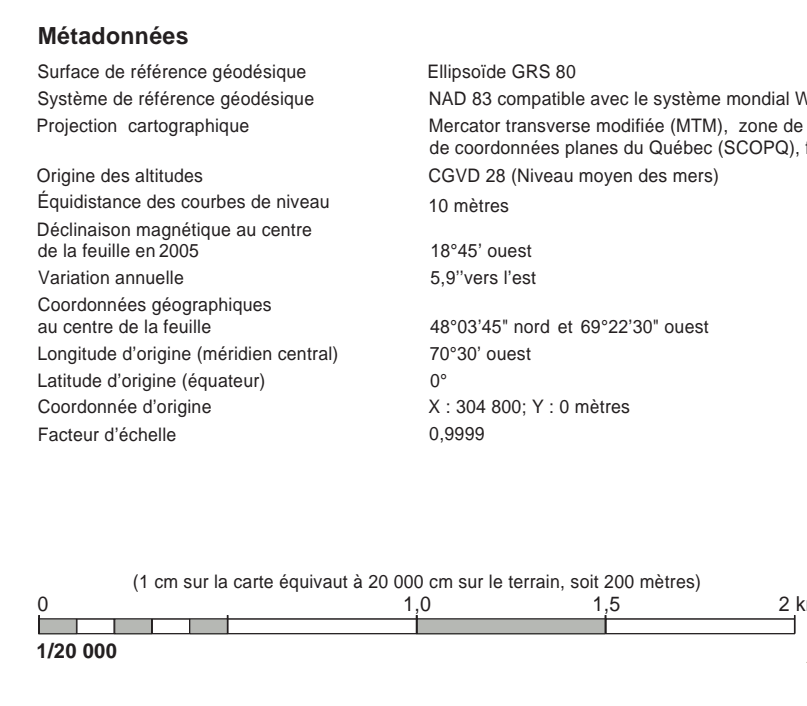 Métadonnées
Surface de référence géodésique Ellipsoïde GRS 80
Système de référence géodésique NAD 83 compatible avec le système mondial
Projection cartographique Mercator transverse modifiée (MTM), zone de
de coordonnées planes du Québec (SCOPQ),
Origine des altitudes CGVD 28 (Niveau moyen des mers)
Équidistance des courbes de niveau 10 mètres
Déclinaison magnétique au centre
de la feuille en 2005 18°45’ ouest
Variation annuelle 5,9’’vers l’est
Coordonnées géographiques
au centre de la feuille 48°03’45" nord et 69°22’30" ouest
Longitude d’origine (méridien central) 70°30’ ouest
Latitude d’origine (équateur) 0°
Coordonnée d’origine X : 304 800; Y : 0 mètres
Facteur d’échelle 0,9999
(1 cm sur la carte équivaut à 20 000 cm sur le terrain, soit 200 mètres)
0 1,0 1,5 2
1/20 000